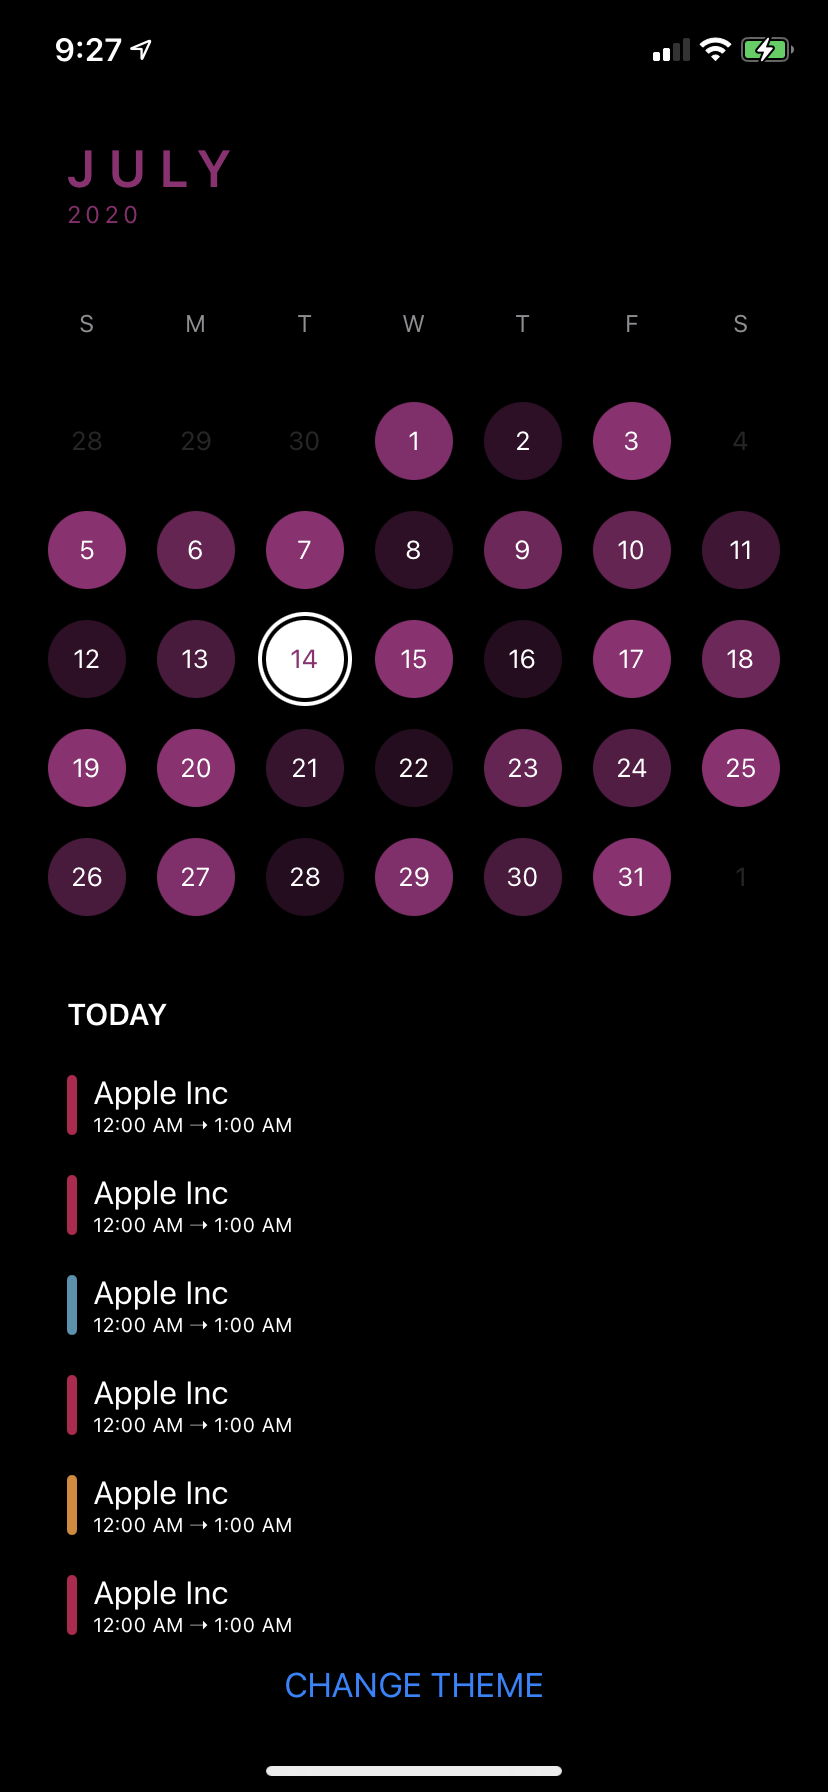 9:27
JULY
2020
S M T W T F S
28 29 30 1 2 3 4
5 6 7 8 9 10 11
12 13 14 15 16 17 18
19 20 21 22 23 24 25
26 27 28 29 30 31 1
TODAY
Apple Inc
12:00 AM → 1:00 AM
Apple Inc
12:00 AM → 1:00 AM
Apple Inc
12:00 AM → 1:00 AM
Apple Inc
12:00 AM → 1:00 AM
Apple Inc
12:00 AM → 1:00 AM
Apple Inc
12:00 AM → 1:00 AM
CHANGE THEME